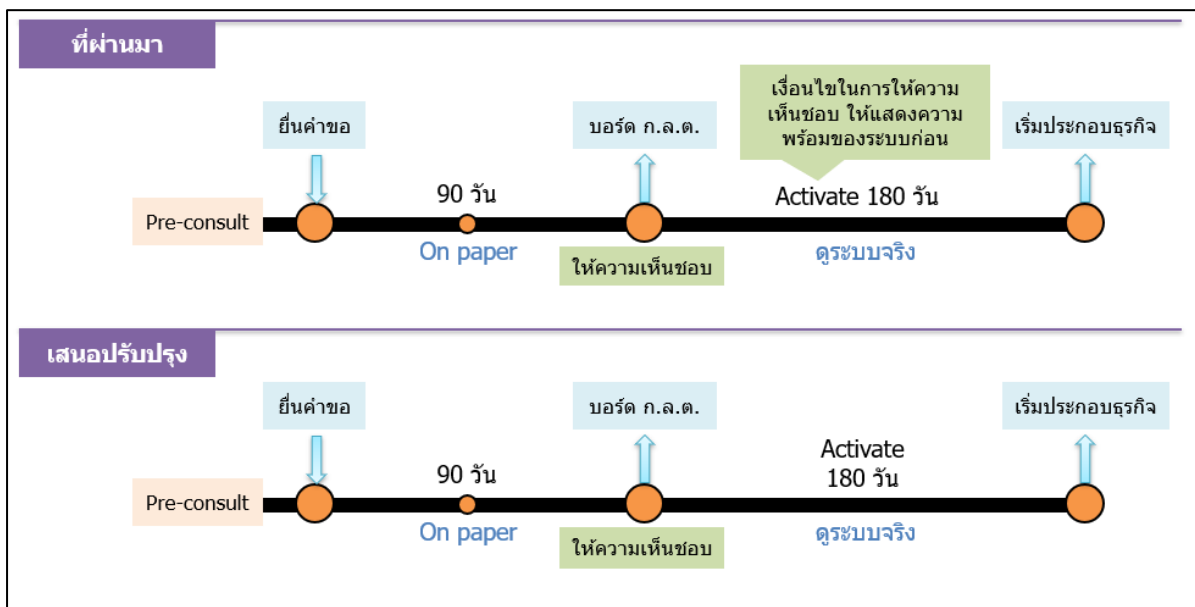 ที่ผ่านมา
เงื่อนไขในการให้ความ
เห็นชอบ ให้แสดงความ
พร้อมของระบบก่อน
ยื่นคำขอ
บอร์ด ก.ล.ต.
เริ่มประกอบธุรกิจ
90 วัน
Activate 180 วัน
Pre-consult
On paper
ให้ความเห็นชอบ
ดูระบบจริง
เสนอปรับปรุง
ยื่นคำขอ
บอร์ด ก.ล.ต.
เริ่มประกอบธุรกิจ
90 วัน
Activate
180 วัน
Pre-consult
On paper
ให้ความเห็นชอบ
ดูระบบจริง